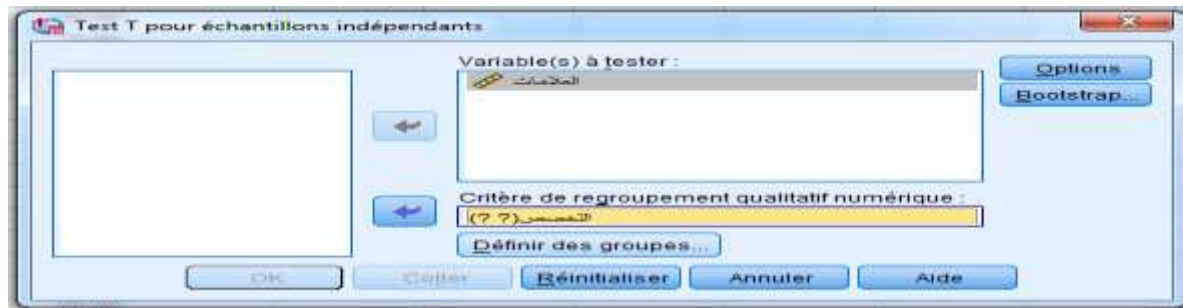 Test T pour échantillons indépendants
Variable(s) à tester :
العلامات
Options
Bootstrap...
Critère de regroupement qualitatif numérique :
التخصص(? ?)
Définir des groupes...
OK
Coller
Réinitialiser
Annuler
Aide